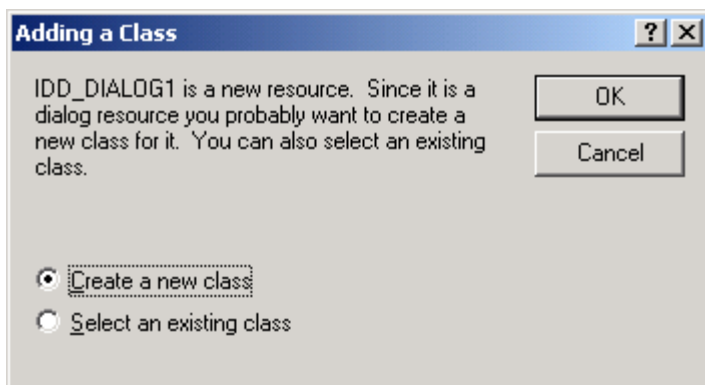 Adding a Class
IDD_DIALOG1 is a new resource.  Since it is a
dialog resource you probably want to create a
new class for it.  You can also select an existing
class.
OK
Cancel
Create a new class
Select an existing class